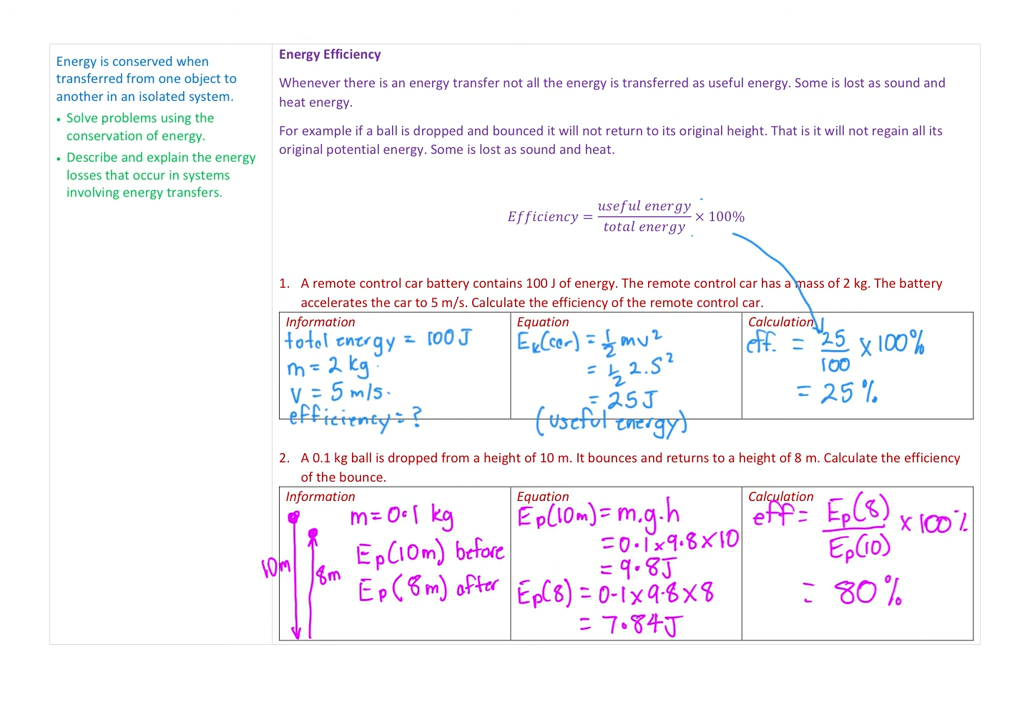 Energy is conserved when
transferred from one object to
another in an isolated system.
• Solve problems using the
conservation of energy.
• Describe and explain the energy
losses that occur in systems
involving energy transfers.
Energy Efficiency
Whenever there is an energy transfer not all the energy is transferred as useful energy. Some is lost as sound and
heat energy.
For example if a ball is dropped and bounced it will not return to its original height. That is it will not regain all its
original potential energy. Some is lost as sound and heat.
Efficiency = useful energy / total energy × 100%
1. A remote control car battery contains 100 J of energy. The remote control car has a mass of 2 kg. The battery
accelerates the car to 5 m/s. Calculate the efficiency of the remote control car.
Information
total energy = 100J
m = 2 kg.
v = 5 m/s.
efficiency = ?
Equation
Ek(car) = 1/2 mv²
= 1/2 2.5²
= 25J
(useful energy)
Calculation
eff. = 25/100 × 100%
= 25%
2. A 0.1 kg ball is dropped from a height of 10 m. It bounces and returns to a height of 8 m. Calculate the efficiency
of the bounce.
Information
m = 0.1 kg
Ep(10m) before
10m
8m
Ep(8m) after
Equation
Ep(10m) = m.g.h
= 0.1 × 9.8 × 10
= 9.8J
Ep(8) = 0.1 × 9.8 × 8
= 7.84J
Calculation
eff = Ep(8)/Ep(10) × 100%
= 80%